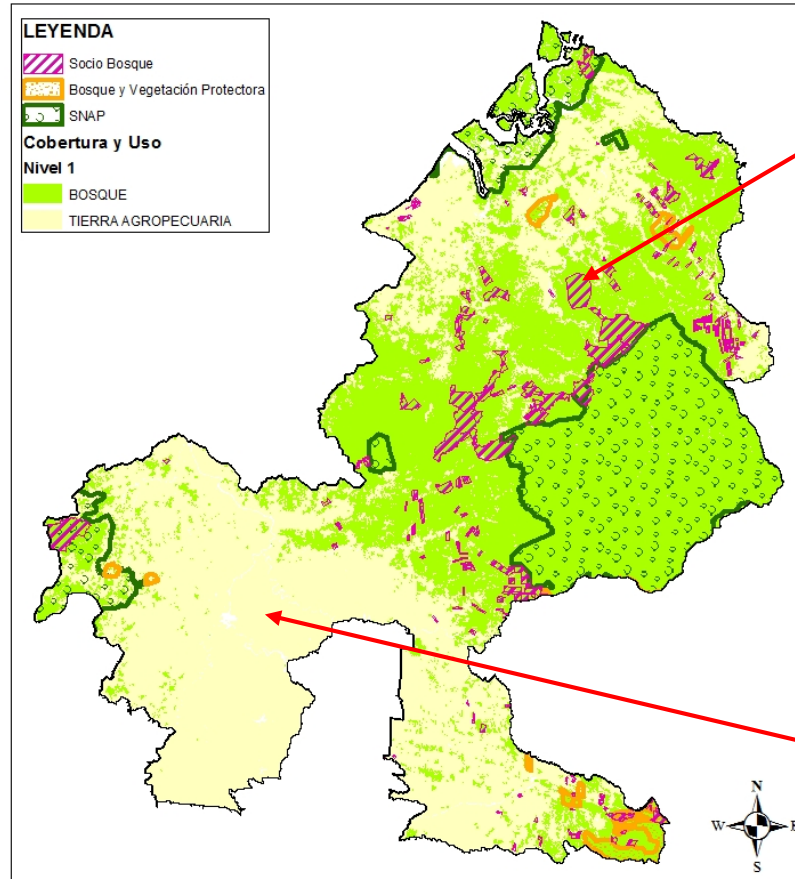 LEYENDA
Socio Bosque
Bosque y Vegetación Protectora
SNAP
Cobertura y Uso
Nivel 1
BOSQUE
TIERRA AGROPECUARIA
N
W E
S